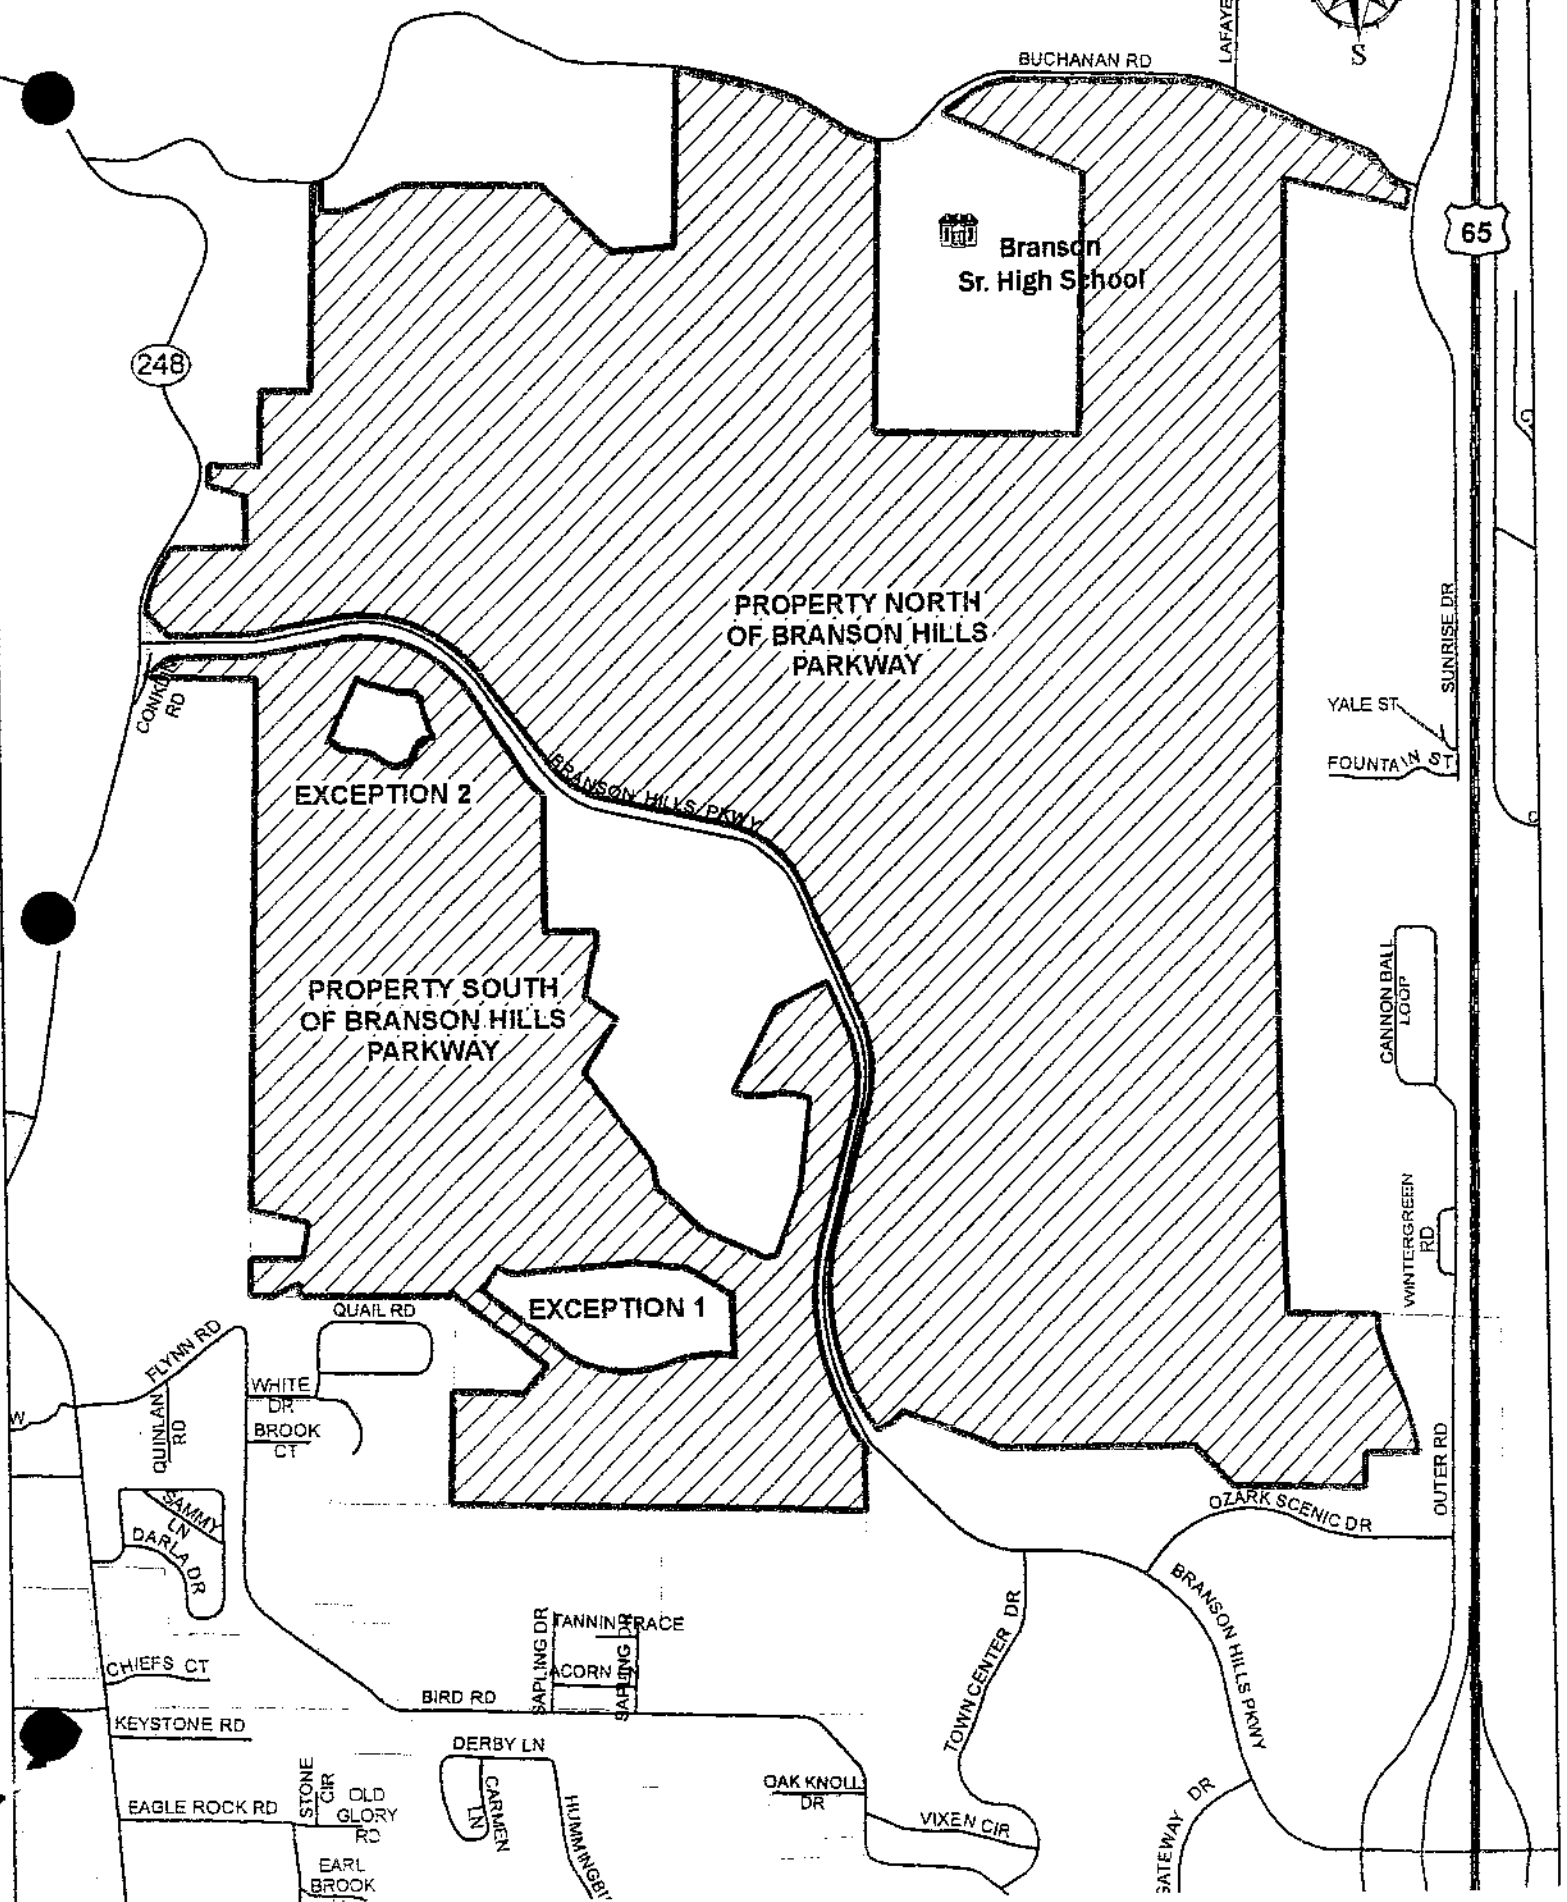 LAFAYE
S
BUCHANAN RD
65
Branson
Sr. High School
248
PROPERTY NORTH
OF BRANSON HILLS
PARKWAY
SUNRISE DR
CONKLIN
RD
YALE ST
FOUNTAIN ST
BRANSON HILLS PKWY
EXCEPTION 2
PROPERTY SOUTH
OF BRANSON HILLS
PARKWAY
CANNON BALL
LOOP
WINTERGREEN
RD
EXCEPTION 1
QUAIL RD
FLYNN RD
WHITE
DR
BROOK
CT
QUINLAN
RD
W
OUTER RD
OZARK SCENIC DR
SAMMY
LN
DARLA DR
BRANSON HILLS PKWY
TOWN CENTER DR
SAPLING DR
TANNIN TRACE
ACORN LN
SAPLING DR
CHIEFS CT
BIRD RD
KEYSTONE RD
DERBY LN
CARMEN
LN
HUMMINGBI
OAK KNOLL
DR
VIXEN CIR
GATEWAY DR
EAGLE ROCK RD
STONE
CIR
OLD
GLORY
RD
EARL
BROOK